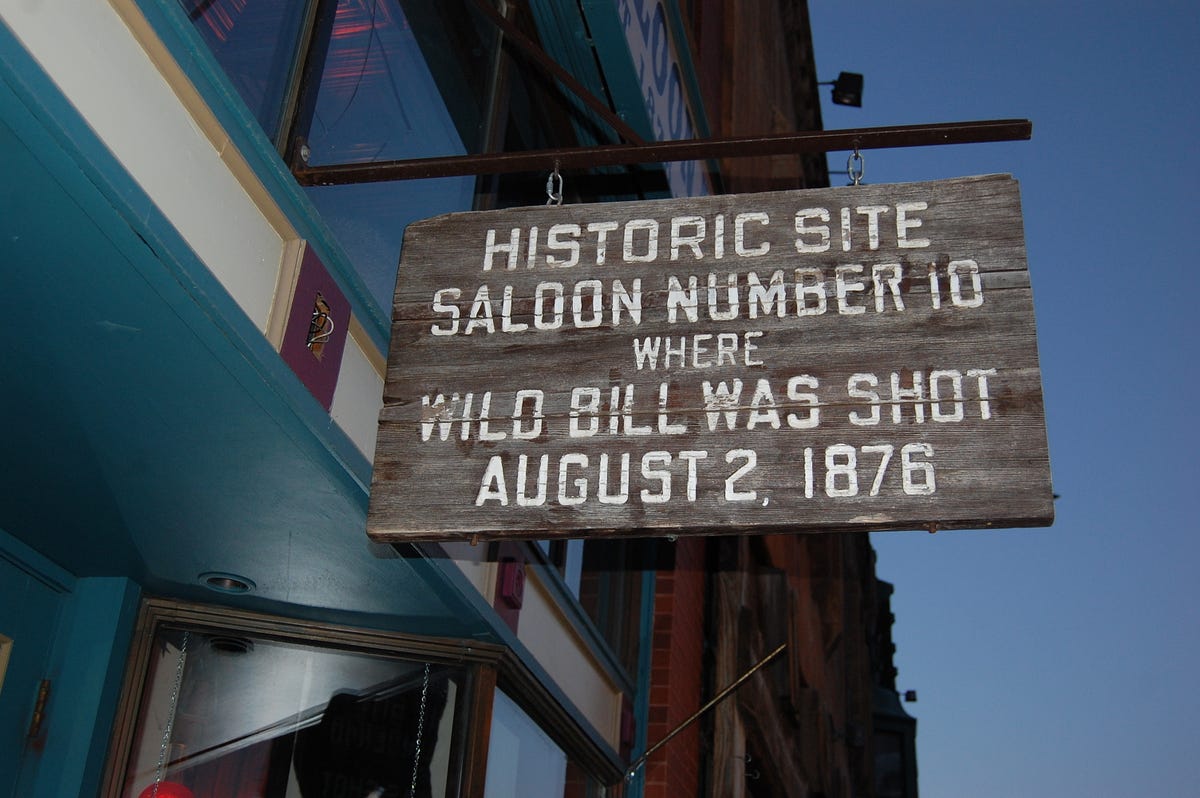 HISTORIC SITE
SALOON NUMBER 10
WHERE
WILD BILL WAS SHOT
AUGUST 2, 1876